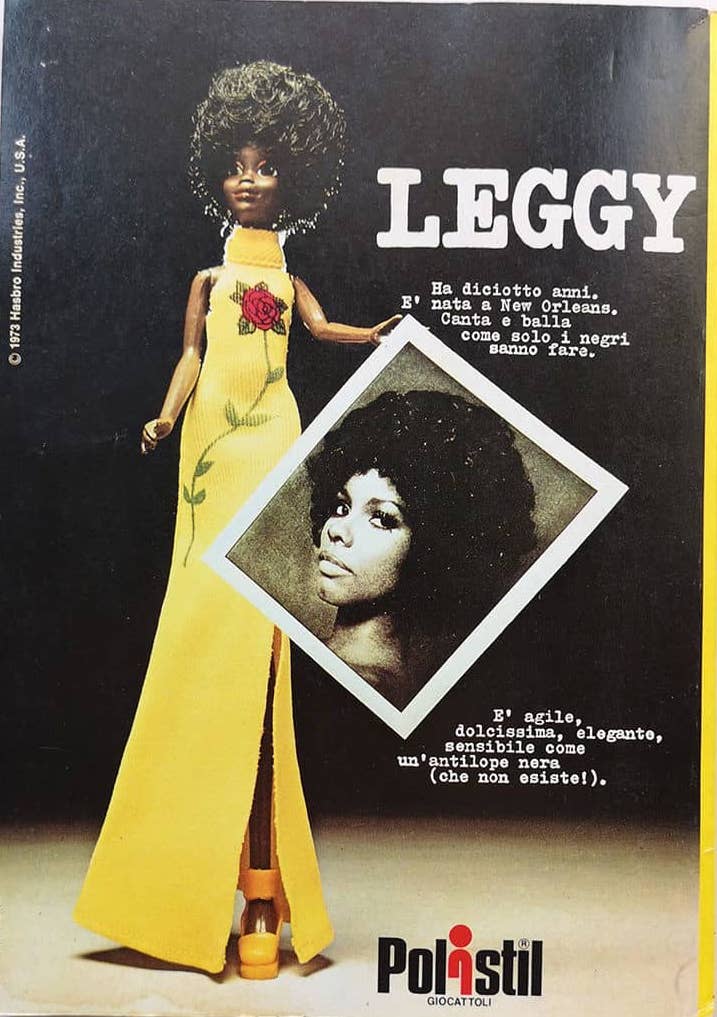 © 1973 Hasbro Industries, Inc., U.S.A.
LEGGY
Ha diciotto anni.
E' nata a New Orleans.
Canta e balla
come solo i negri
sanno fare.
E' agile,
dolcissima, elegante,
sensibile come
un'antilope nera
(che non esiste!).
Polistil®
GIOCATTOLI